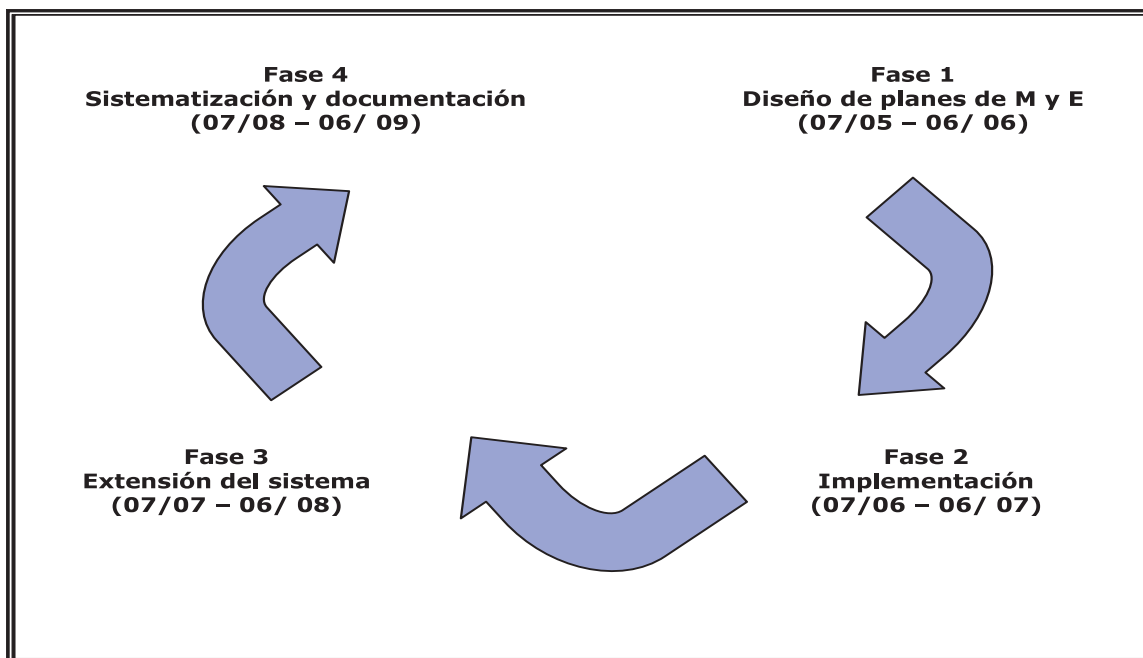 Fase 4
Sistematización y documentación
(07/08 – 06/ 09)
Fase 1
Diseño de planes de M y E
(07/05 – 06/ 06)
Fase 3
Extensión del sistema
(07/07 – 06/ 08)
Fase 2
Implementación
(07/06 – 06/ 07)